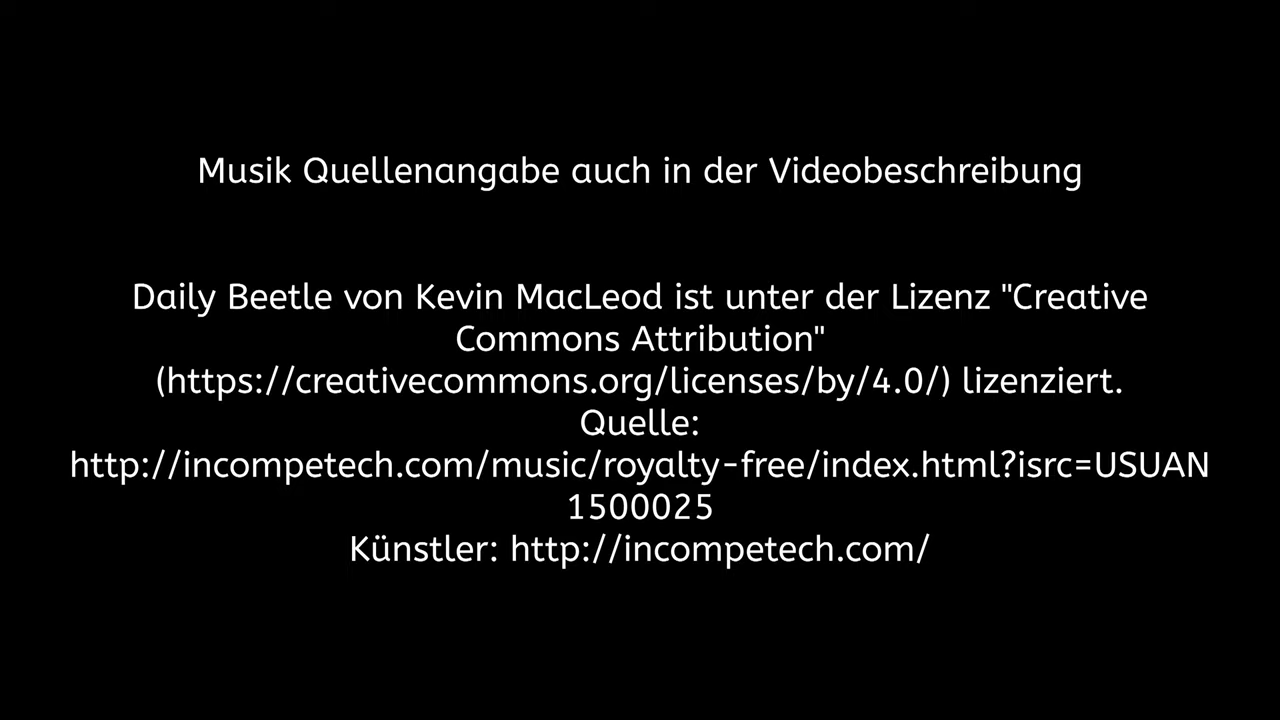 Musik Quellenangabe auch in der Videobeschreibung
Daily Beetle von Kevin MacLeod ist unter der Lizenz "Creative
Commons Attribution"
(https://creativecommons.org/licenses/by/4.0/) lizenziert.
Quelle:
http://incompetech.com/music/royalty-free/index.html?isrc=USUAN
1500025
Künstler: http://incompetech.com/